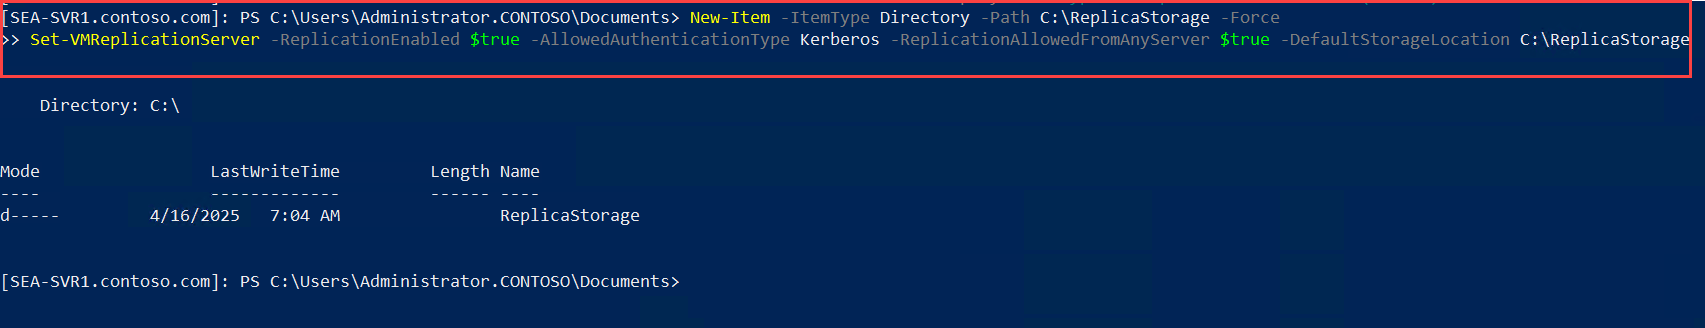 [SEA-SVR1.contoso.com]: PS C:\Users\Administrator.CONTOSO\Documents> New-Item -ItemType Directory -Path C:\ReplicaStorage -Force
>> Set-VMReplicationServer -ReplicationEnabled $true -AllowedAuthenticationType Kerberos -ReplicationAllowedFromAnyServer $true -DefaultStorageLocation C:\ReplicaStorage
Directory: C:\
Mode LastWriteTime Length Name
---- ------------- ------ ----
d----- 4/16/2025 7:04 AM ReplicaStorage
[SEA-SVR1.contoso.com]: PS C:\Users\Administrator.CONTOSO\Documents>